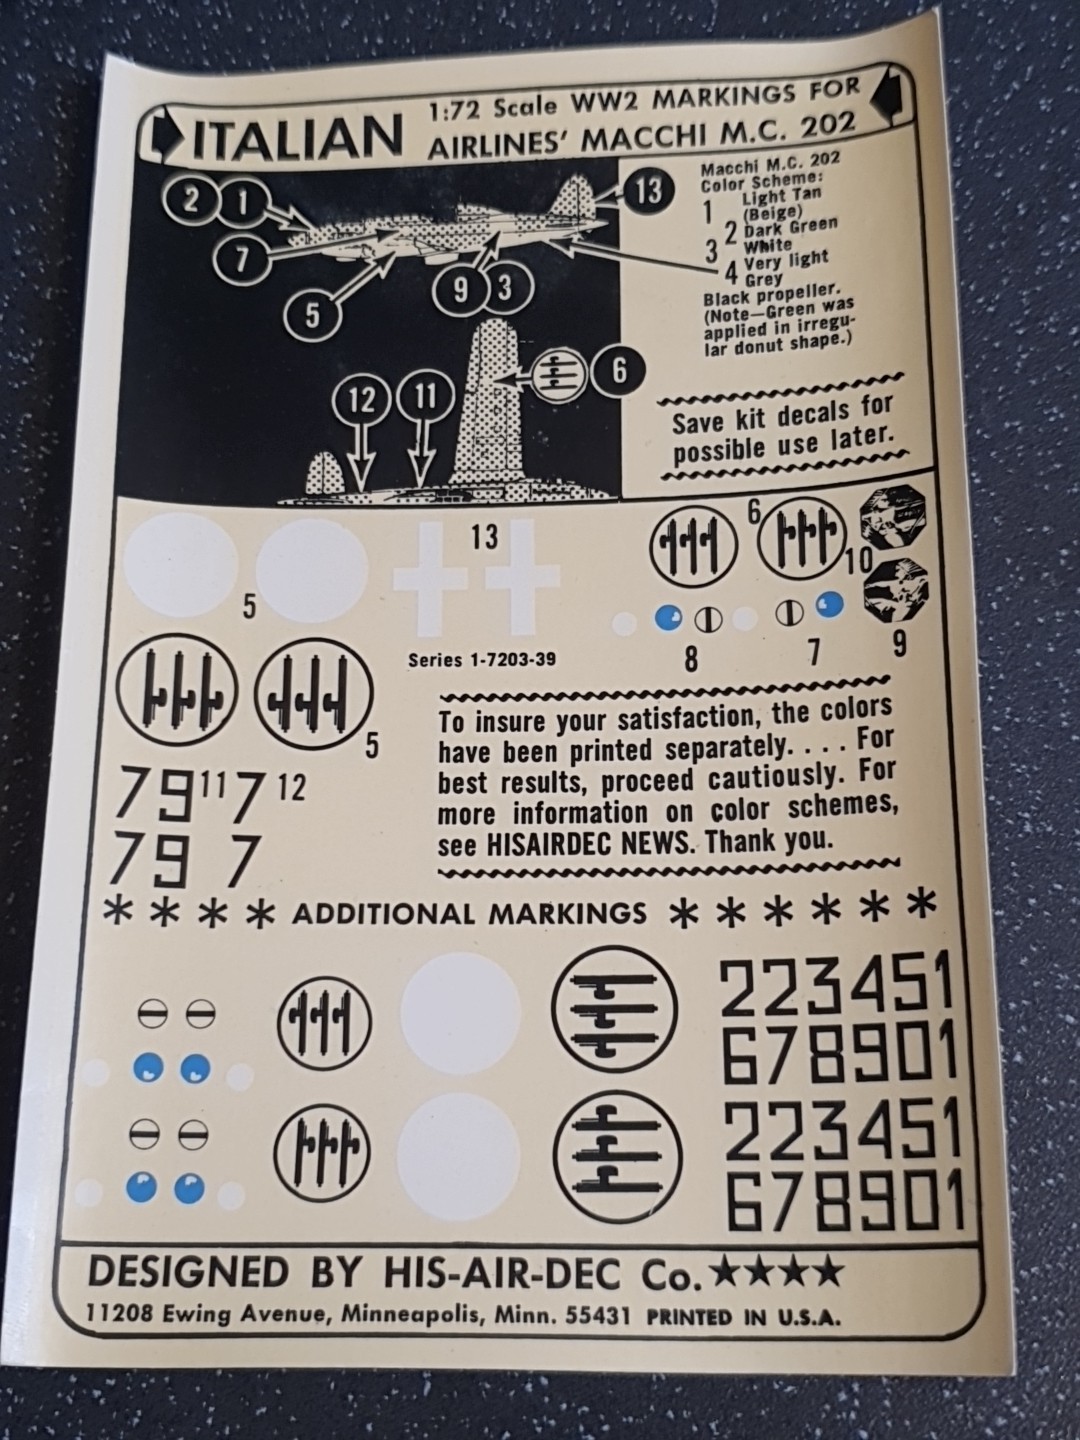 ITALIAN
1:72 Scale WW2 MARKINGS FOR
AIRLINES' MACCHI M.C. 202
2 1
13
7
5
9 3
6
12 11
Macchi M.C. 202
Color Scheme:
1 Light Tan
(Beige)
2 Dark Green
3 White
4 Very light
Grey
Black propeller.
(Note—Green was
applied in irregu-
lar donut shape.)
Save kit decals for
possible use later.
13
6
10
5
8
7
9
Series 1-7203-39
5
To insure your satisfaction, the colors
have been printed separately. . . . For
best results, proceed cautiously. For
more information on color schemes,
see HISAIRDEC NEWS. Thank you.
79 11 7 12
79 7
* * * * ADDITIONAL MARKINGS * * * * * *
223451
678901
223451
678901
DESIGNED BY HIS-AIR-DEC Co.★★★★
11208 Ewing Avenue, Minneapolis, Minn. 55431 PRINTED IN U.S.A.